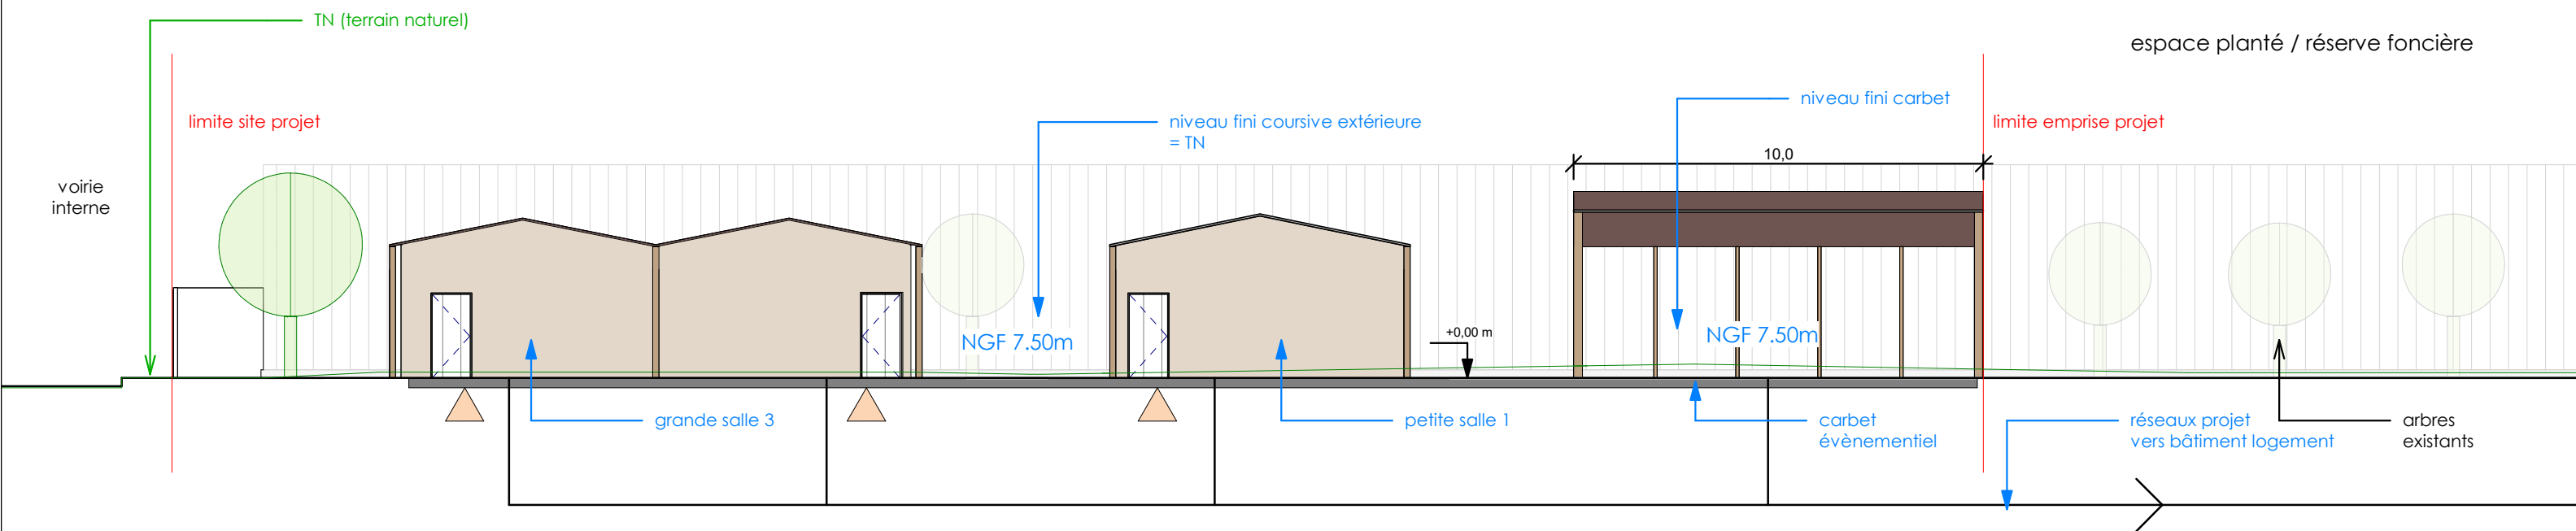 TN (terrain naturel)
espace planté / réserve foncière
niveau fini carbet
limite site projet
niveau fini coursive extérieure
= TN
limite emprise projet
10,0
voirie
interne
+0,00 m
NGF 7.50m
NGF 7.50m
grande salle 3
petite salle 1
carbet
évènementiel
réseaux projet
vers bâtiment logement
arbres
existants